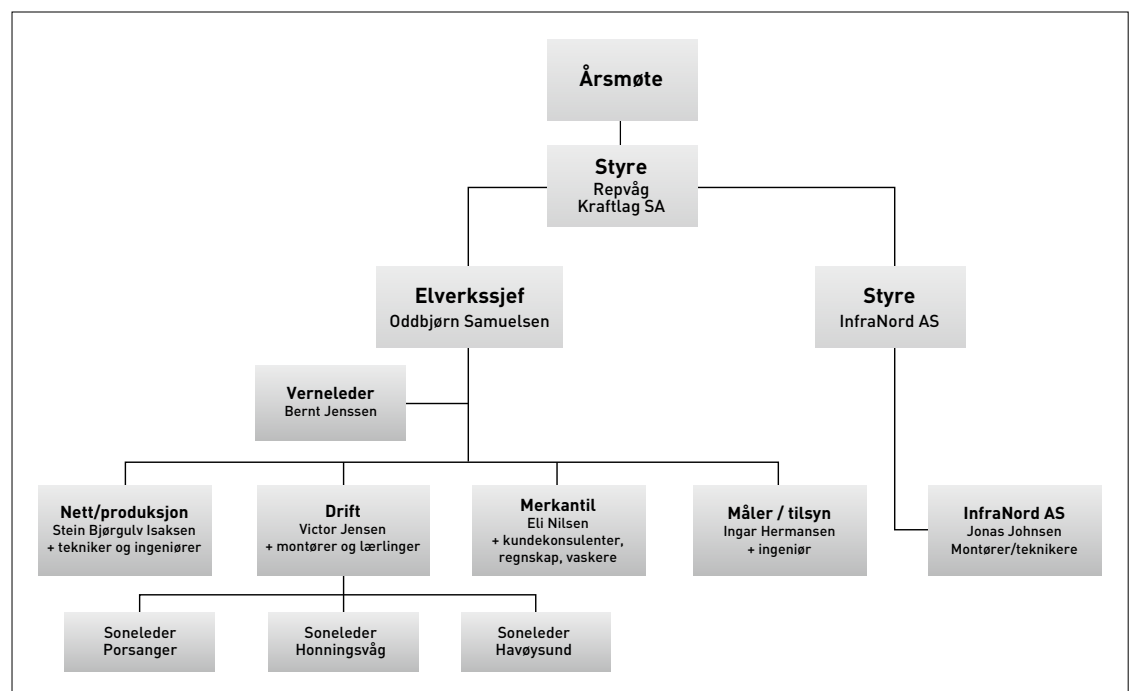 Årsmøte
Styre
Repvåg
Kraftlag SA
Elverkssjef
Oddbjørn Samuelsen
Styre
InfraNord AS
Verneleder
Bernt Jenssen
Nett/produksjon
Stein Bjørgulv Isaksen
+ tekniker og ingeniører
Drift
Victor Jensen
+ montører og lærlinger
Merkantil
Eli Nilsen
+ kundekonsulenter,
regnskap, vaskere
Måler / tilsyn
Ingar Hermansen
+ ingeniør
InfraNord AS
Jonas Johnsen
Montører/teknikere
Soneleder
Porsanger
Soneleder
Honningsvåg
Soneleder
Havøysund